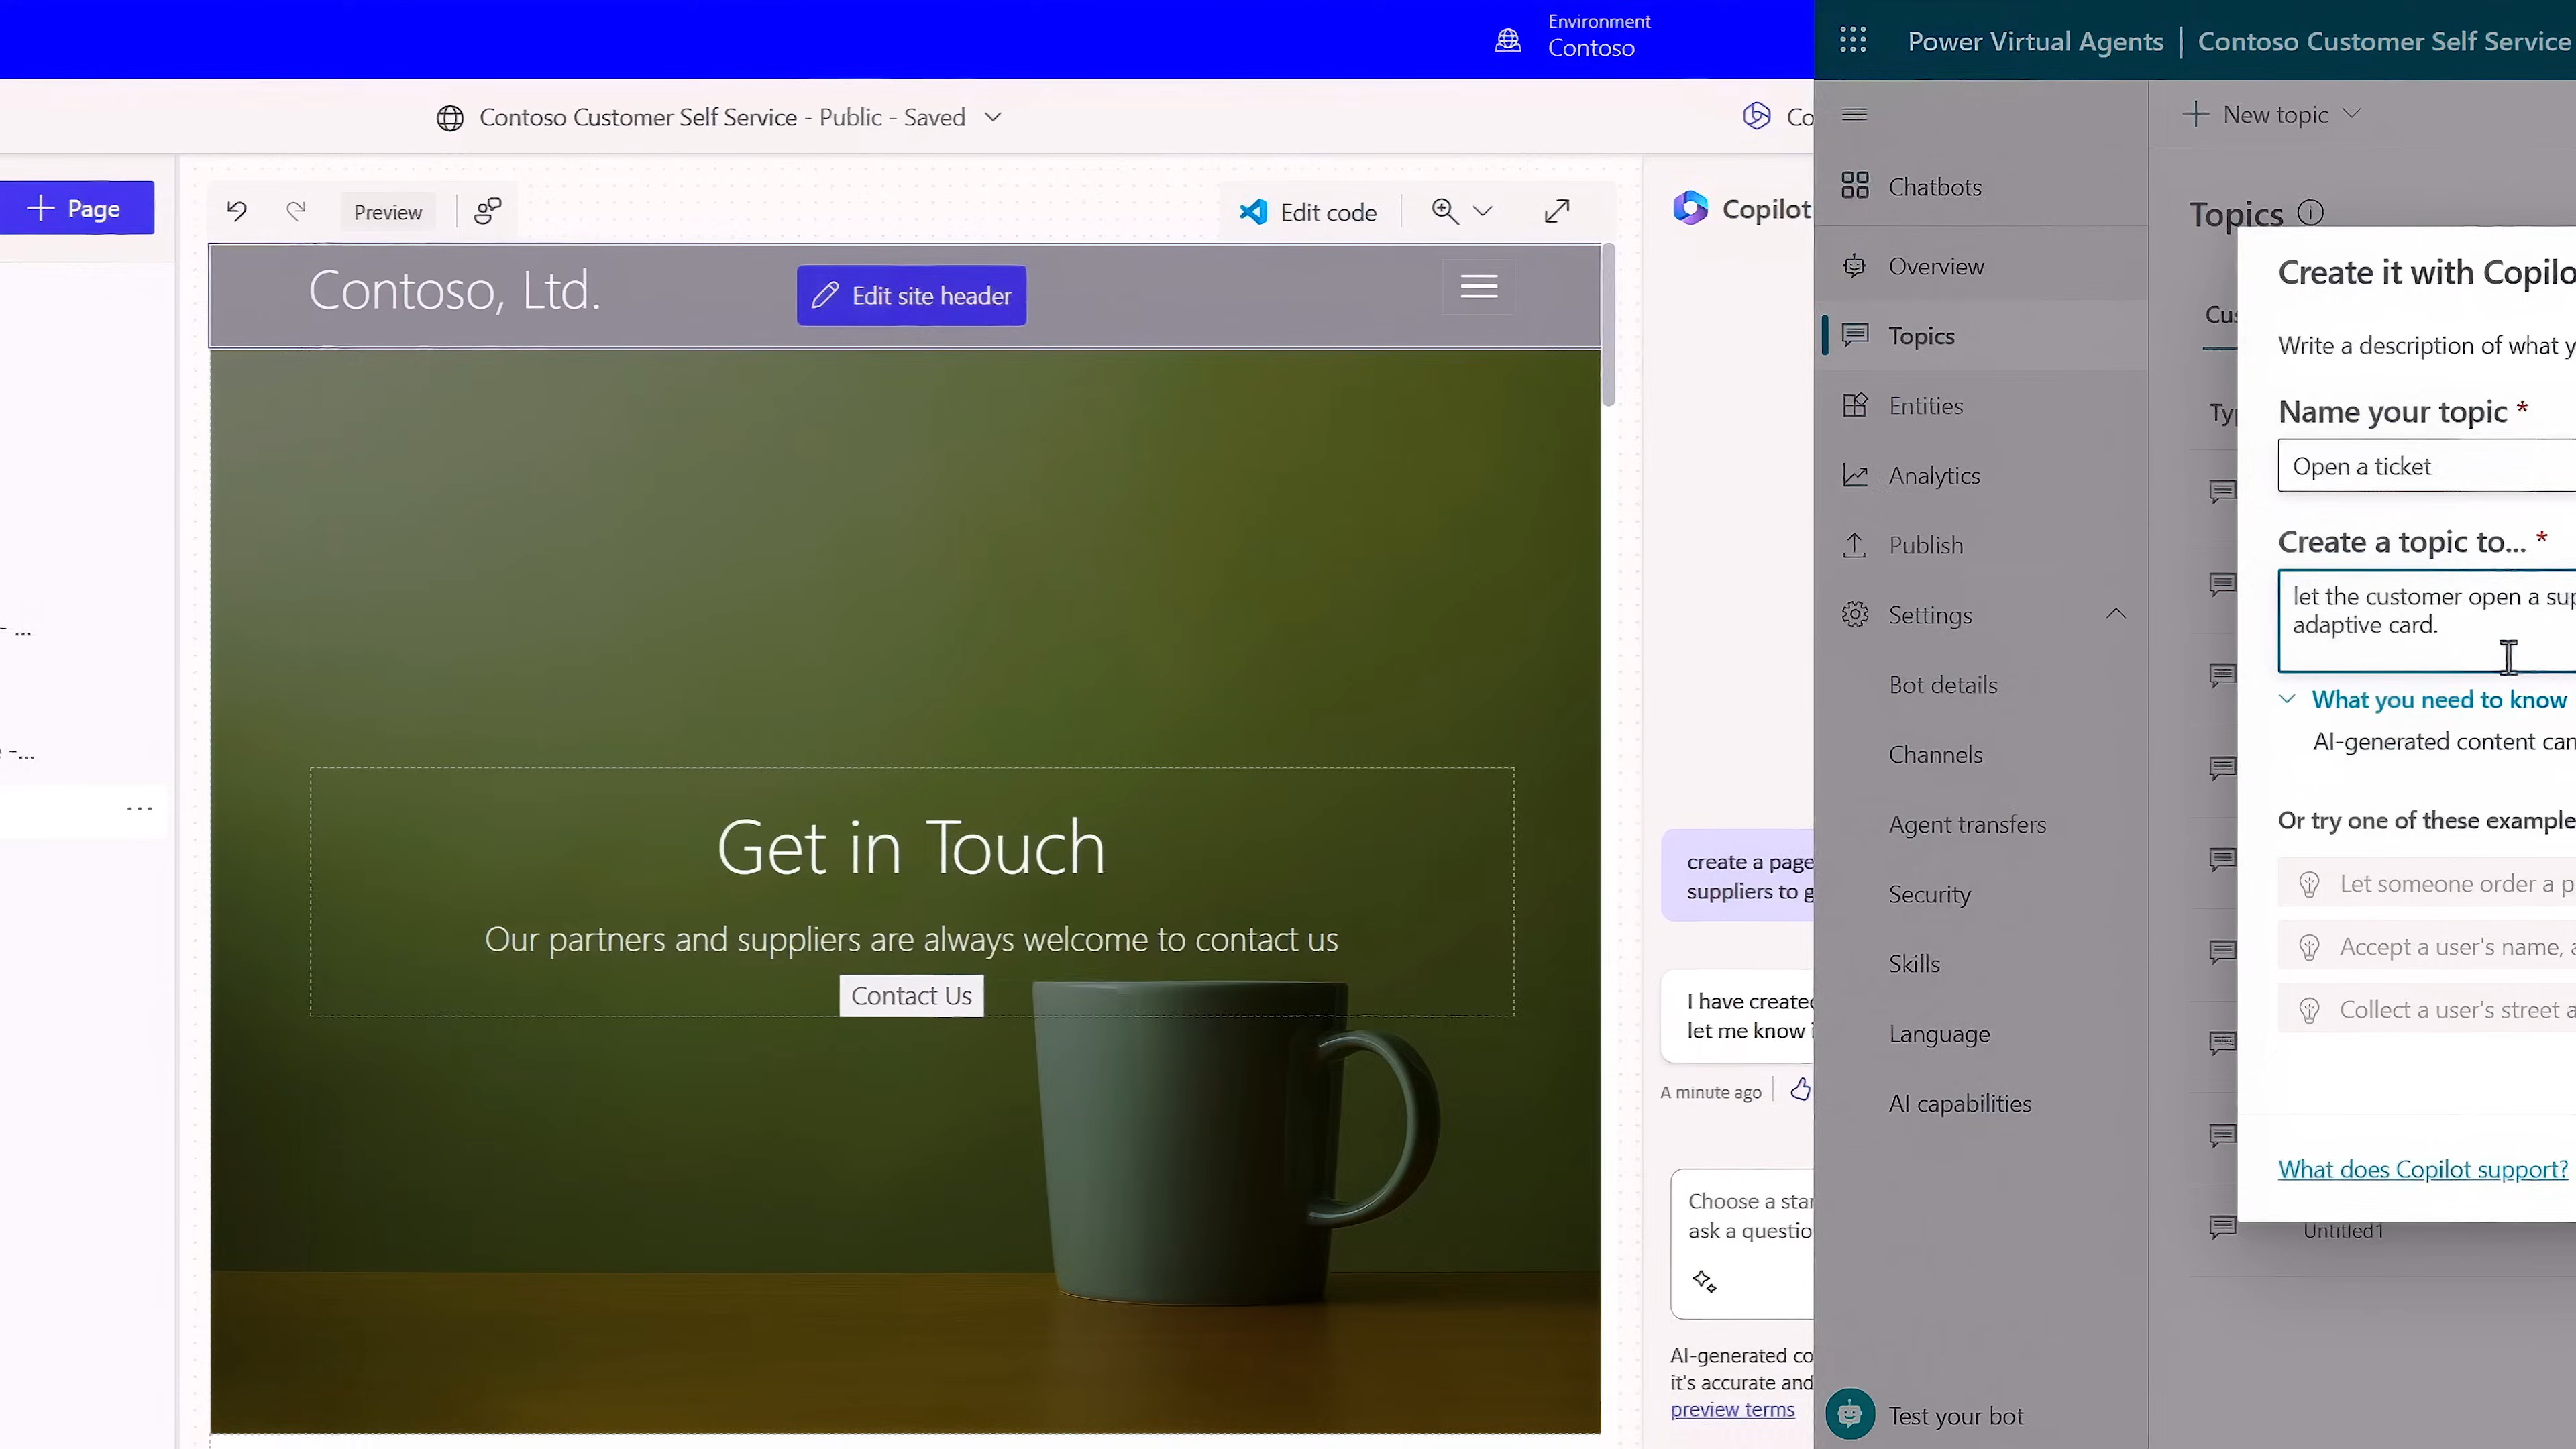 Environment
Contoso
Contoso Customer Self Service - Public - Saved
Co
Page
Preview
Edit code
Copilot
Contoso, Ltd.
Edit site header
- ...
-...
Get in Touch
Our partners and suppliers are always welcome to contact us
Contact Us
create a page
suppliers to g
I have created
let me know i
A minute ago
Choose a star
ask a questio
AI-generated co
it's accurate and
preview terms
Power Virtual Agents | Contoso Customer Self Service
Chatbots
Overview
Topics
Entities
Analytics
Publish
Settings
Bot details
Channels
Agent transfers
Security
Skills
Language
AI capabilities
Test your bot
New topic
Topics
Cus
Typ
Create it with Copilo
Write a description of what y
Name your topic *
Open a ticket
Create a topic to... *
let the customer open a sup
adaptive card.
What you need to know
AI-generated content can
Or try one of these example
Let someone order a p
Accept a user's name, a
Collect a user's street a
What does Copilot support?
Untitled1